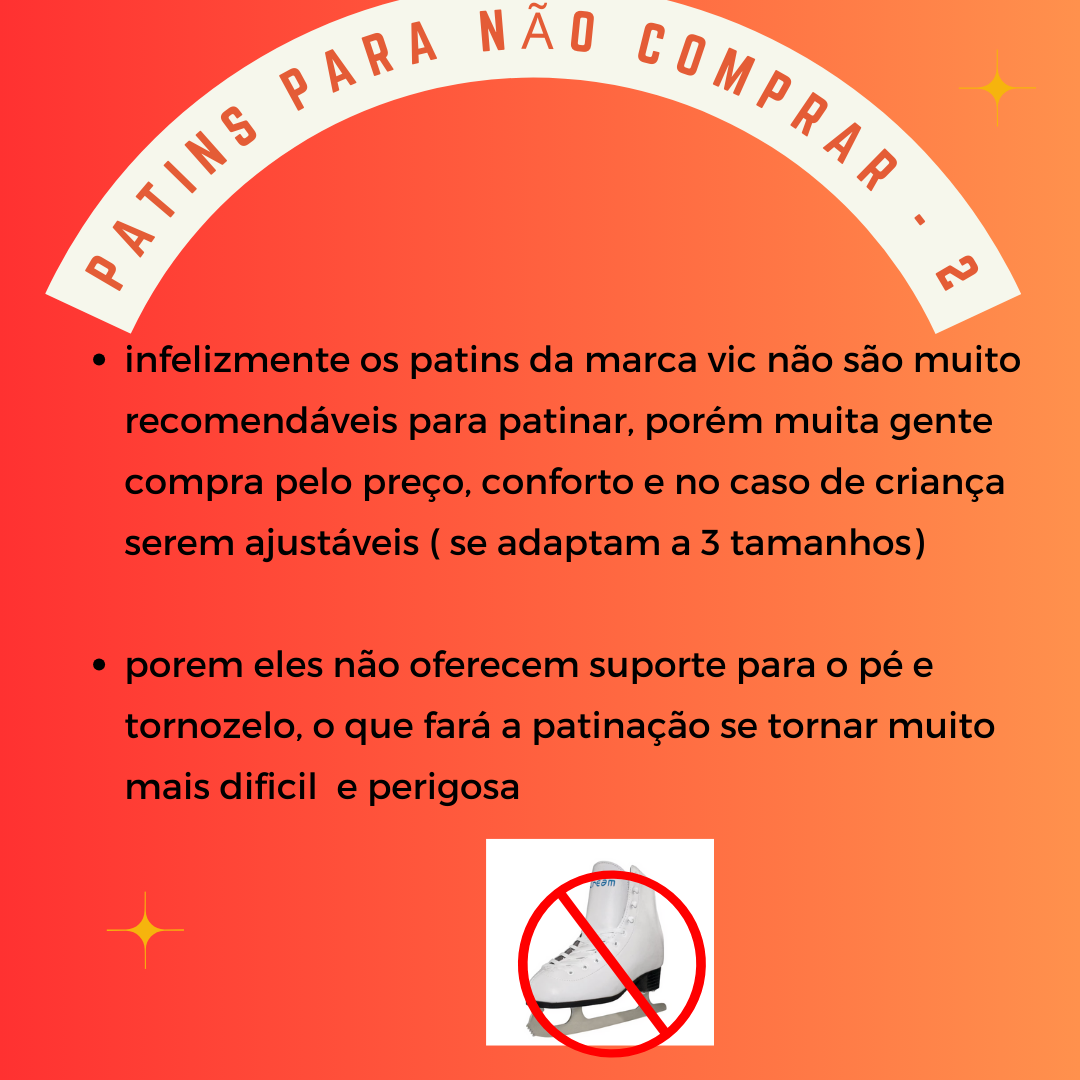 PATINS PARA NÃO COMPRAR - 2
• infelizmente os patins da marca vic não são muito
recomendáveis para patinar, porém muita gente
compra pelo preço, conforto e no caso de criança
serem ajustáveis ( se adaptam a 3 tamanhos)
• porem eles não oferecem suporte para o pé e
tornozelo, o que fará a patinação se tornar muito
mais dificil  e perigosa